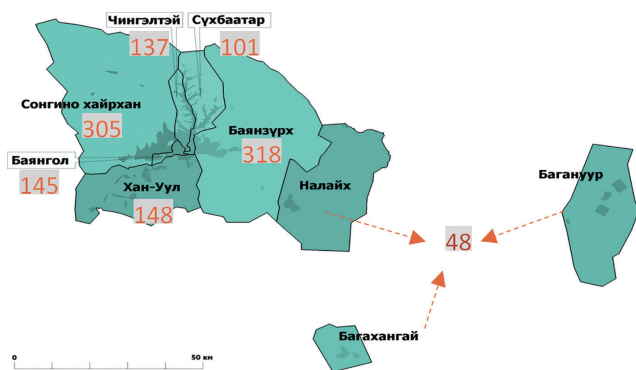 Чингэлтэй
137
Сүхбаатар
101
Сонгино хайрхан
305
Баянзүрх
318
Баянгол
145
Хан-Уул
148
Налайх
48
Багануур
Багахангай
0 50 км